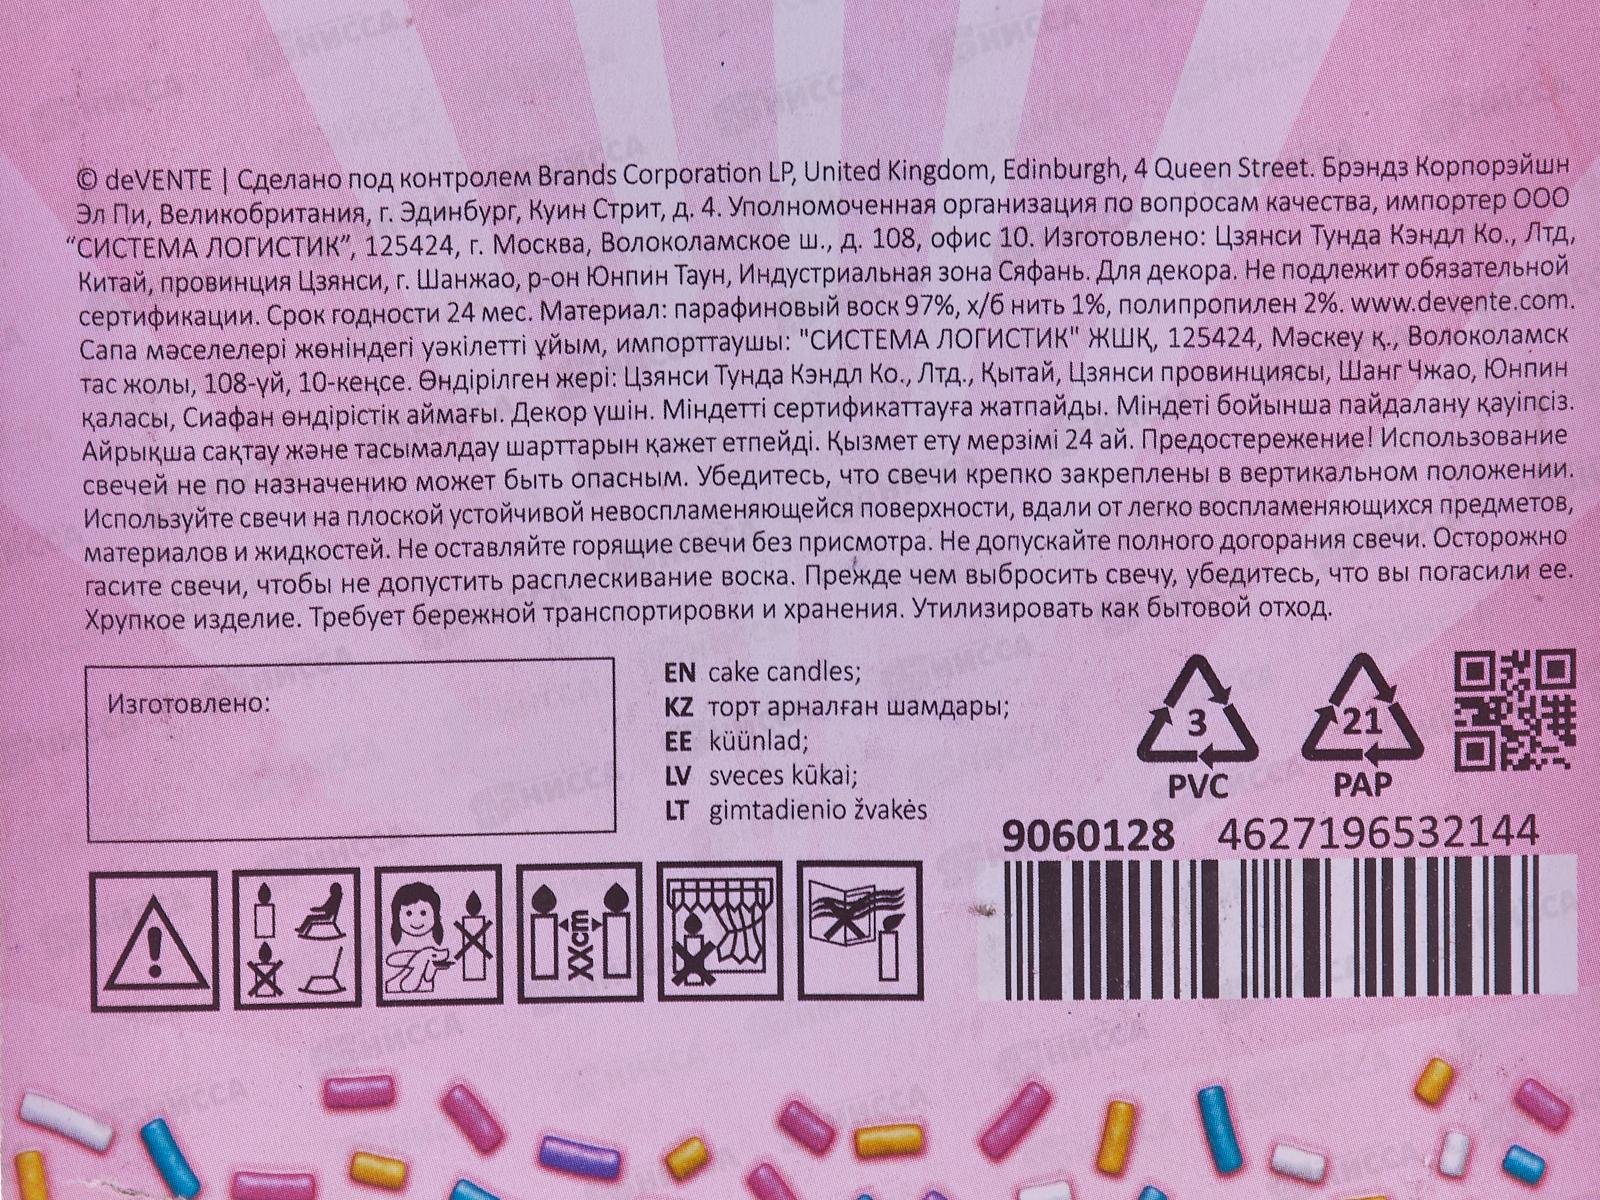 © deVENTE | Сделано под контролем Brands Corporation LP, United Kingdom, Edinburgh, 4 Queen Street. Брэндз Корпорэйшн
Эл Пи, Великобритания, г. Эдинбург, Куин Стрит, д. 4. Уполномоченная организация по вопросам качества, импортер ООО
“СИСТЕМА ЛОГИСТИК”, 125424, г. Москва, Волоколамское ш., д. 108, офис 10. Изготовлено: Цзянси Тунда Кэндл Ко., Лтд,
Китай, провинция Цзянси, г. Шанжао, р-он Юнпин Таун, Индустриальная зона Сяфань. Для декора. Не подлежит обязательной
сертификации. Срок годности 24 мес. Материал: парафиновый воск 97%, х/б нить 1%, полипропилен 2%. www.devente.com.
Сапа мәселелері жөніндегі уәкілетті ұйым, импорттаушы: "СИСТЕМА ЛОГИСТИК" ЖШҚ, 125424, Мәскеу қ., Волоколамск
тас жолы, 108-үй, 10-кеңсе. Өндірілген жері: Цзянси Тунда Кэндл Ко., Лтд., Қытай, Цзянси провинциясы, Шанг Чжао, Юнпин
қаласы, Сиафан өндірістік аймағы. Декор үшін. Міндетті сертификаттауға жатпайды. Міндеті бойынша пайдалану қауіпсіз.
Айрықша сақтау және тасымалдау шарттарын қажет етпейді. Қызмет ету мерзімі 24 ай. Предостережение! Использование
свечей не по назначению может быть опасным. Убедитесь, что свечи крепко закреплены в вертикальном положении.
Используйте свечи на плоской устойчивой невоспламеняющейся поверхности, вдали от легко воспламеняющихся предметов,
материалов и жидкостей. Не оставляйте горящие свечи без присмотра. Не допускайте полного догорания свечи. Осторожно
гасите свечи, чтобы не допустить расплескивание воска. Прежде чем выбросить свечу, убедитесь, что вы погасили ее.
Хрупкое изделие. Требует бережной транспортировки и хранения. Утилизировать как бытовой отход.
Изготовлено:
EN cake candles;
KZ торт арналған шамдары;
EE küünlad;
LV sveces kūkai;
LT gimtadienio žvakės
3
PVC
21
PAP
9060128 4627196532144
XXcm
НИССА